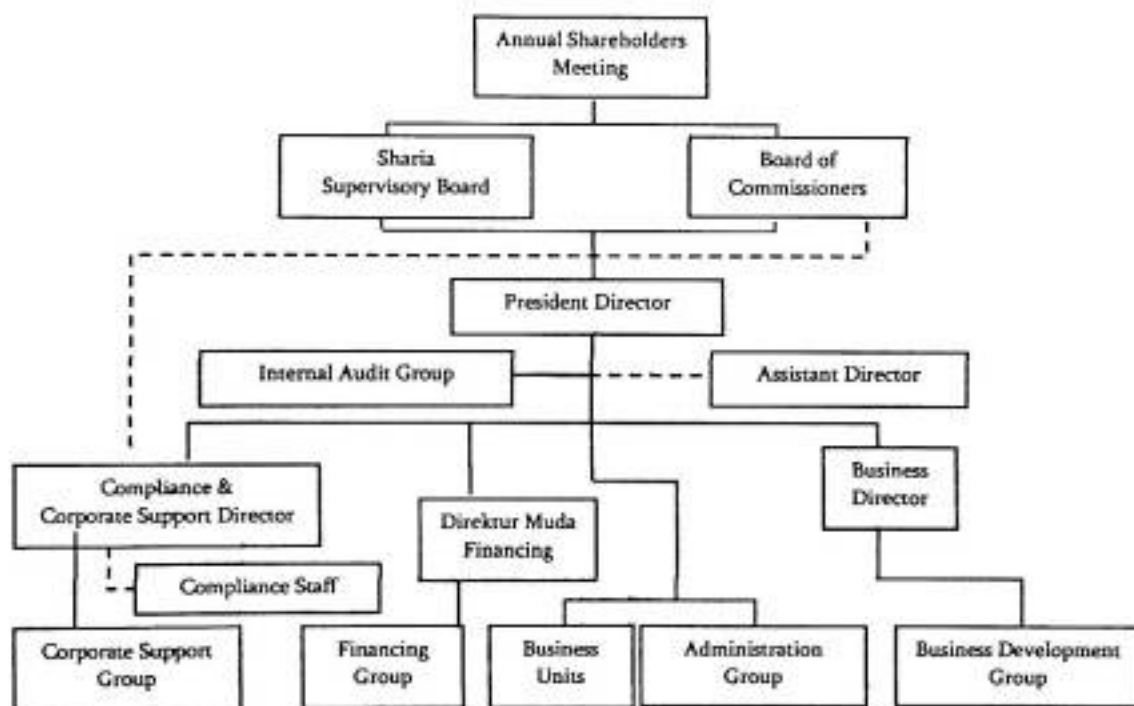 Annual Shareholders
Meeting
Sharia
Supervisory Board
Board of
Commissioners
President Director
Internal Audit Group
Assistant Director
Compliance &
Corporate Support Director
Direktur Muda
Financing
Business
Director
Compliance Staff
Corporate Support
Group
Financing
Group
Business
Units
Administration
Group
Business Development
Group